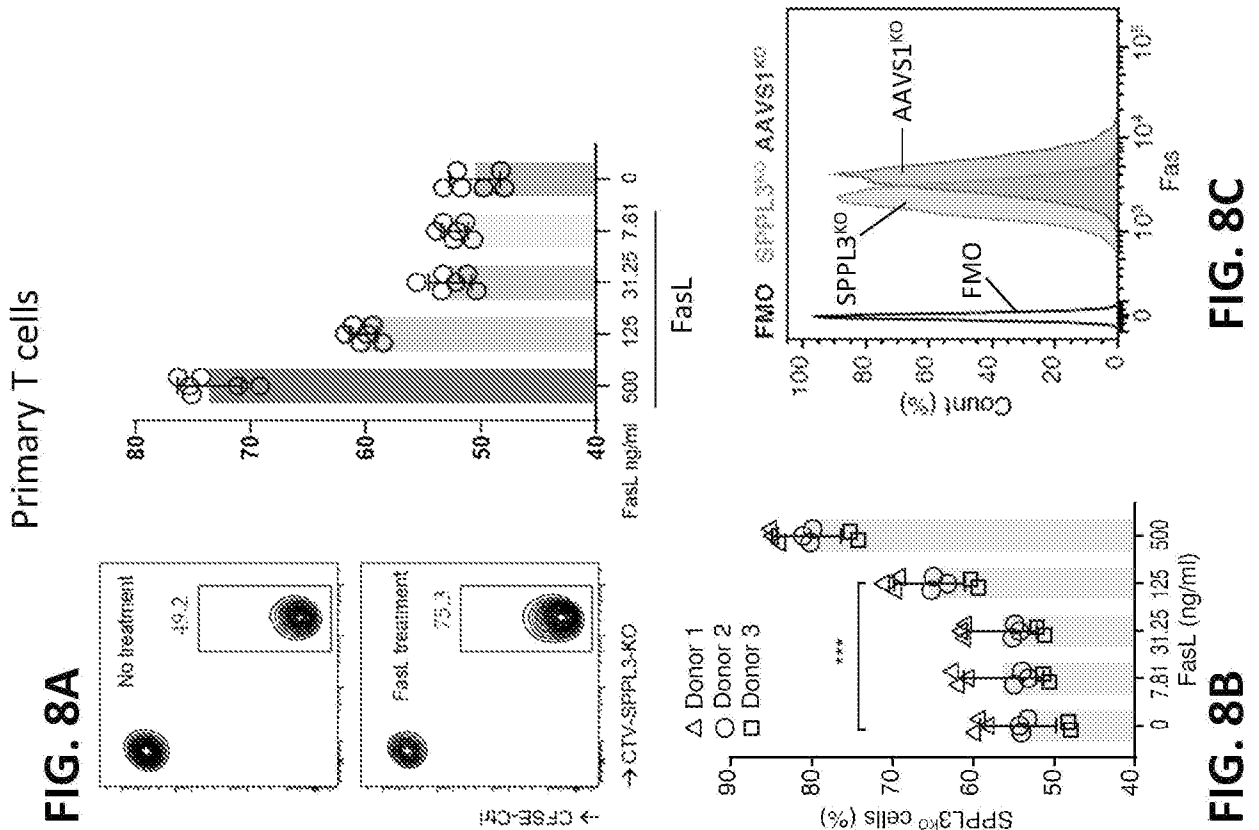 FIG. 8A
Primary T cells
No treatment
49.2
FasL treatment
75.3
→ CFSE-Ctrl
→ CTV-SPPL3-KO
80
70
60
50
40
FasL ng/ml
500
125
31.25
7.81
0
FasL
FIG. 8B
△ Donor 1
○ Donor 2
□ Donor 3
***
SPPL3ᴷᴼ cells (%)
90
80
70
60
50
40
0
7.81
31.25
125
500
FasL (ng/ml)
FIG. 8C
FMO SPPL3ᴷᴼ AAVS1ᴷᴼ
Count (%)
100
80
60
40
20
0
SPPL3ᴷᴼ
AAVS1ᴷᴼ
FMO
0
10³
10⁴
10⁵
Fas